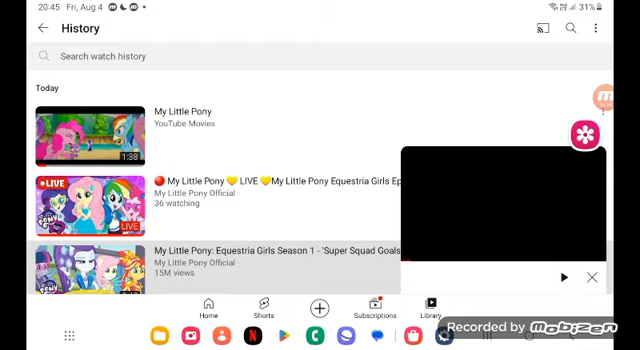 20:45 Fri, Aug 4 31%
History
Search watch history
Today
My Little Pony
YouTube Movies
1:38
LIVE
🔴 My Little Pony 💛 LIVE 💛My Little Pony Equestria Girls Ep
My Little Pony Official
36 watching
LIVE
My Little Pony: Equestria Girls Season 1 - 'Super Squad Goals
My Little Pony Official
15M views
Home
Shorts
Subscriptions
Library
Recorded by Mobizen